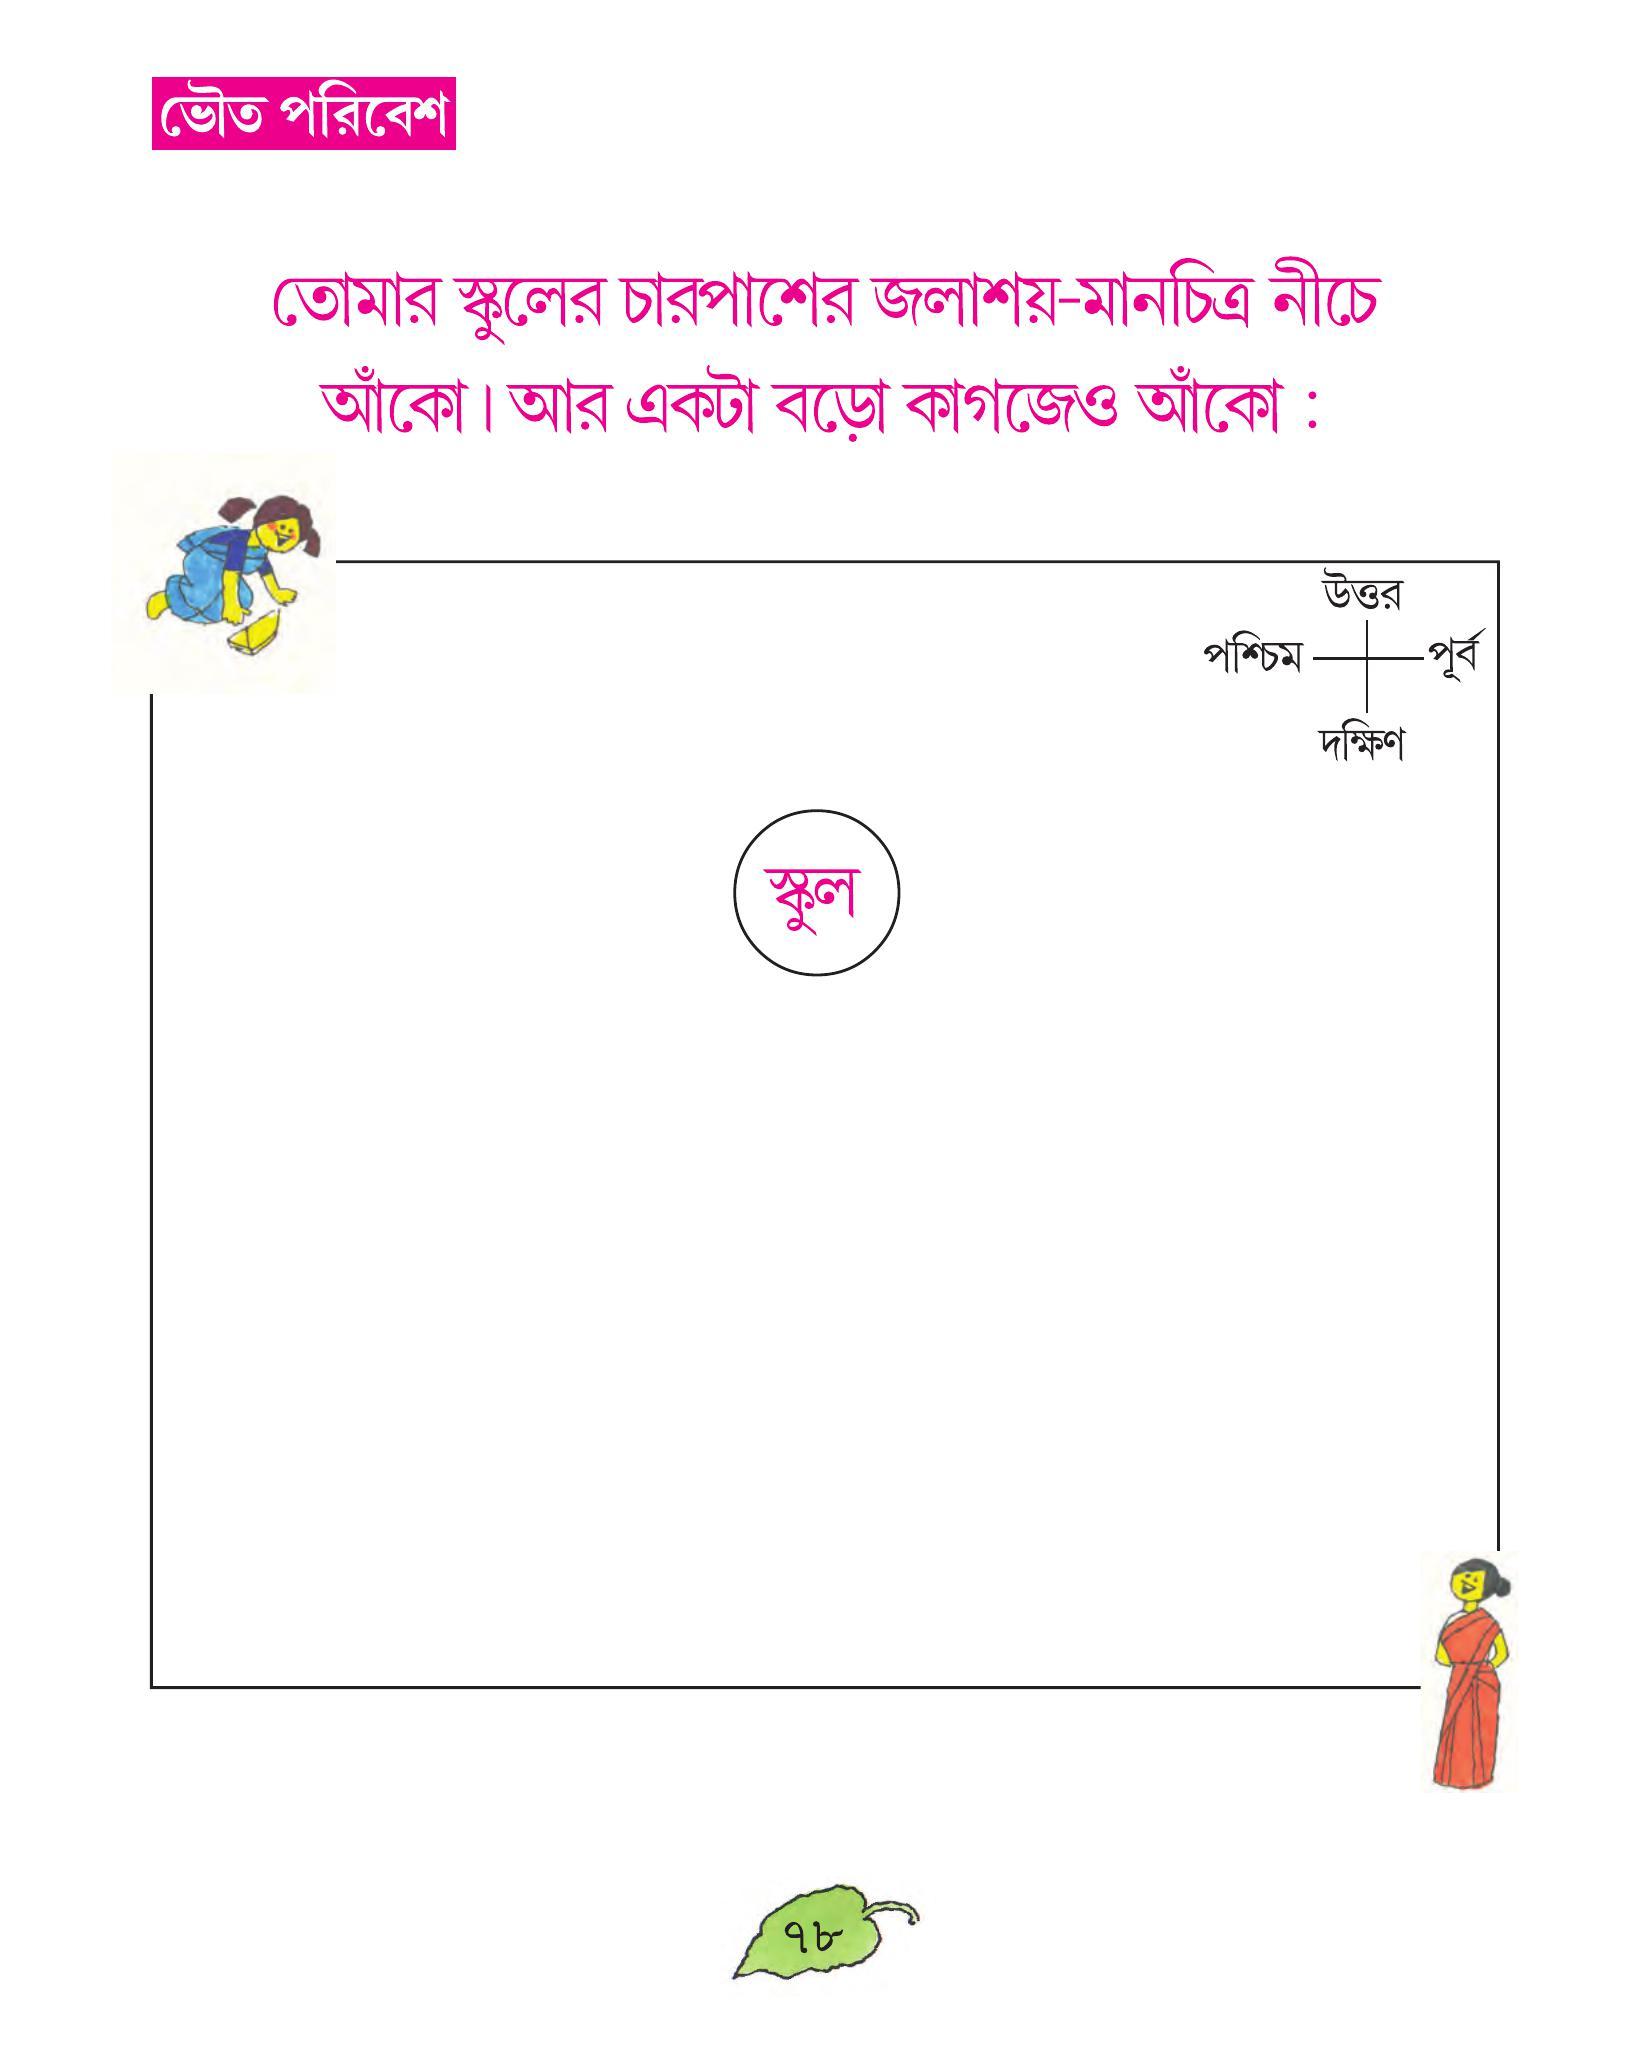 ভৌত পরিবেশ
তোমার স্কুলের চারপাশের জলাশয়-মানচিত্র নীচে
আঁকো। আর একটা বড়ো কাগজেও আঁকো :
উত্তর
পশ্চিম পূর্ব
দক্ষিণ
স্কুল
৭৮